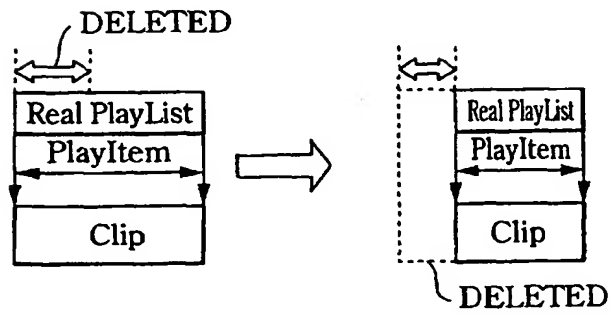 DELETED
Real PlayList
PlayItem
Clip
Real PlayList
PlayItem
Clip
DELETED